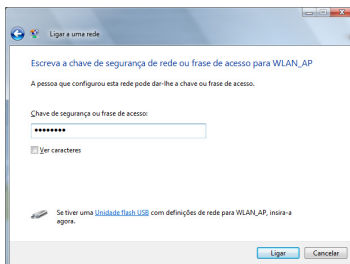 Ligar a uma rede
Escreva a chave de segurança de rede ou frase de acesso para WLAN_AP
A pessoa que configurou esta rede pode dar-lhe a chave ou frase de acesso.
Chave de segurança ou frase de acesso:
••••••••
Ver caracteres
Se tiver uma Unidade flash USB com definições de rede para WLAN_AP, insira-a
agora.
Ligar Cancelar